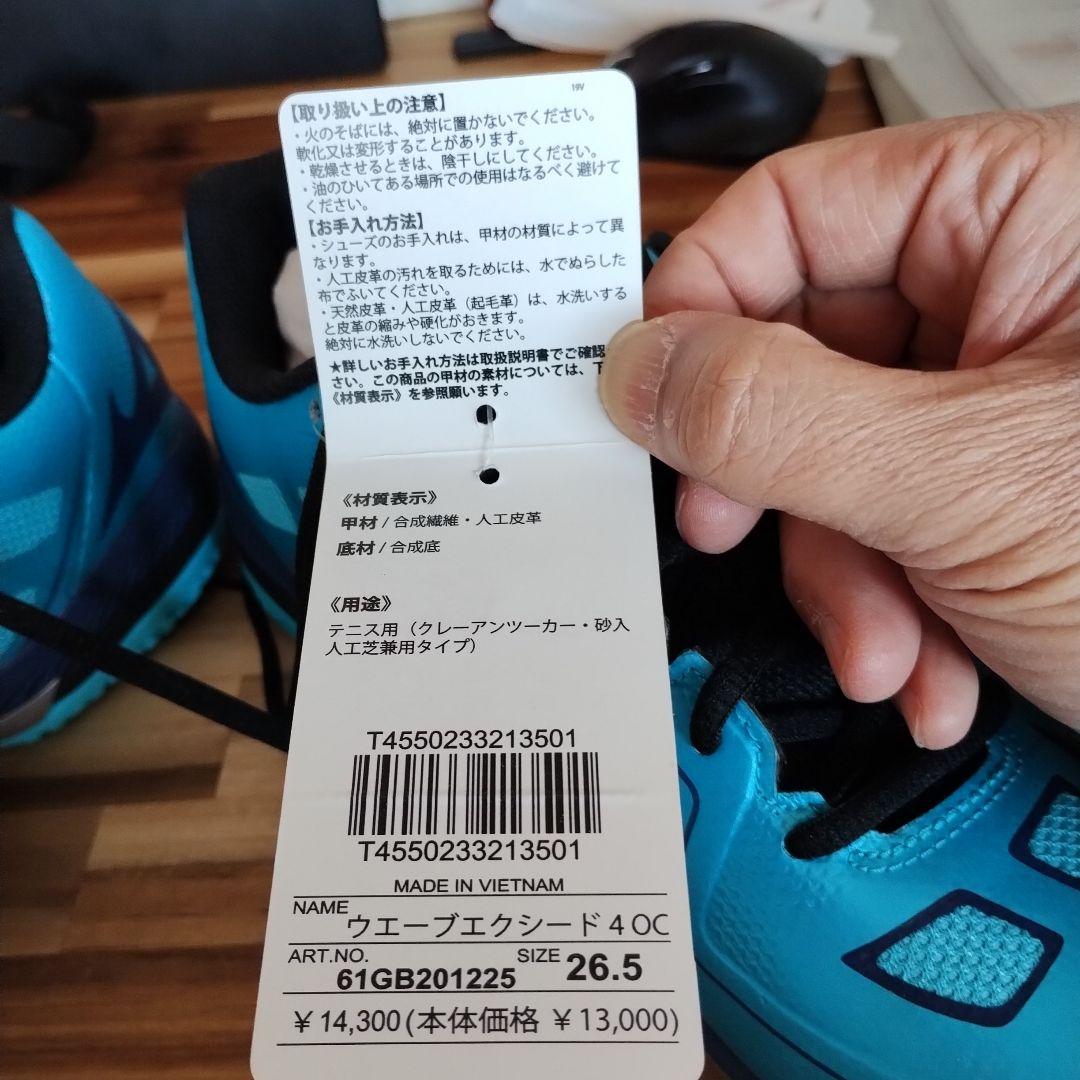 19V
【取り扱い上の注意】
・火のそばには、絶対に置かないでください。
軟化又は変形することがあります。
・乾燥させるときは、陰干しにしてください。
・油のひいてある場所での使用はなるべく避けて
ください。
【お手入れ方法】
・シューズのお手入れは、甲材の材質によって異
なります。
・人工皮革の汚れを取るためには、水でぬらした
布でふいてください。
・天然皮革・人工皮革（起毛革）は、水洗いする
と皮革の縮みや硬化がおきます。
絶対に水洗いしないでください。
★詳しいお手入れ方法は取扱説明書でご確認
さい。この商品の甲材の素材については、下
《材質表示》を参照願います。
《材質表示》
甲材 / 合成繊維・人工皮革
底材 / 合成底
《用途》
テニス用（クレーアンツーカー・砂入
人工芝兼用タイプ）
T4550233213501
T4550233213501
MADE IN VIETNAM
NAME ウエーブエクシード 4 OC
ART.NO. 61GB201225 SIZE 26.5
￥14,300(本体価格 ￥13,000)